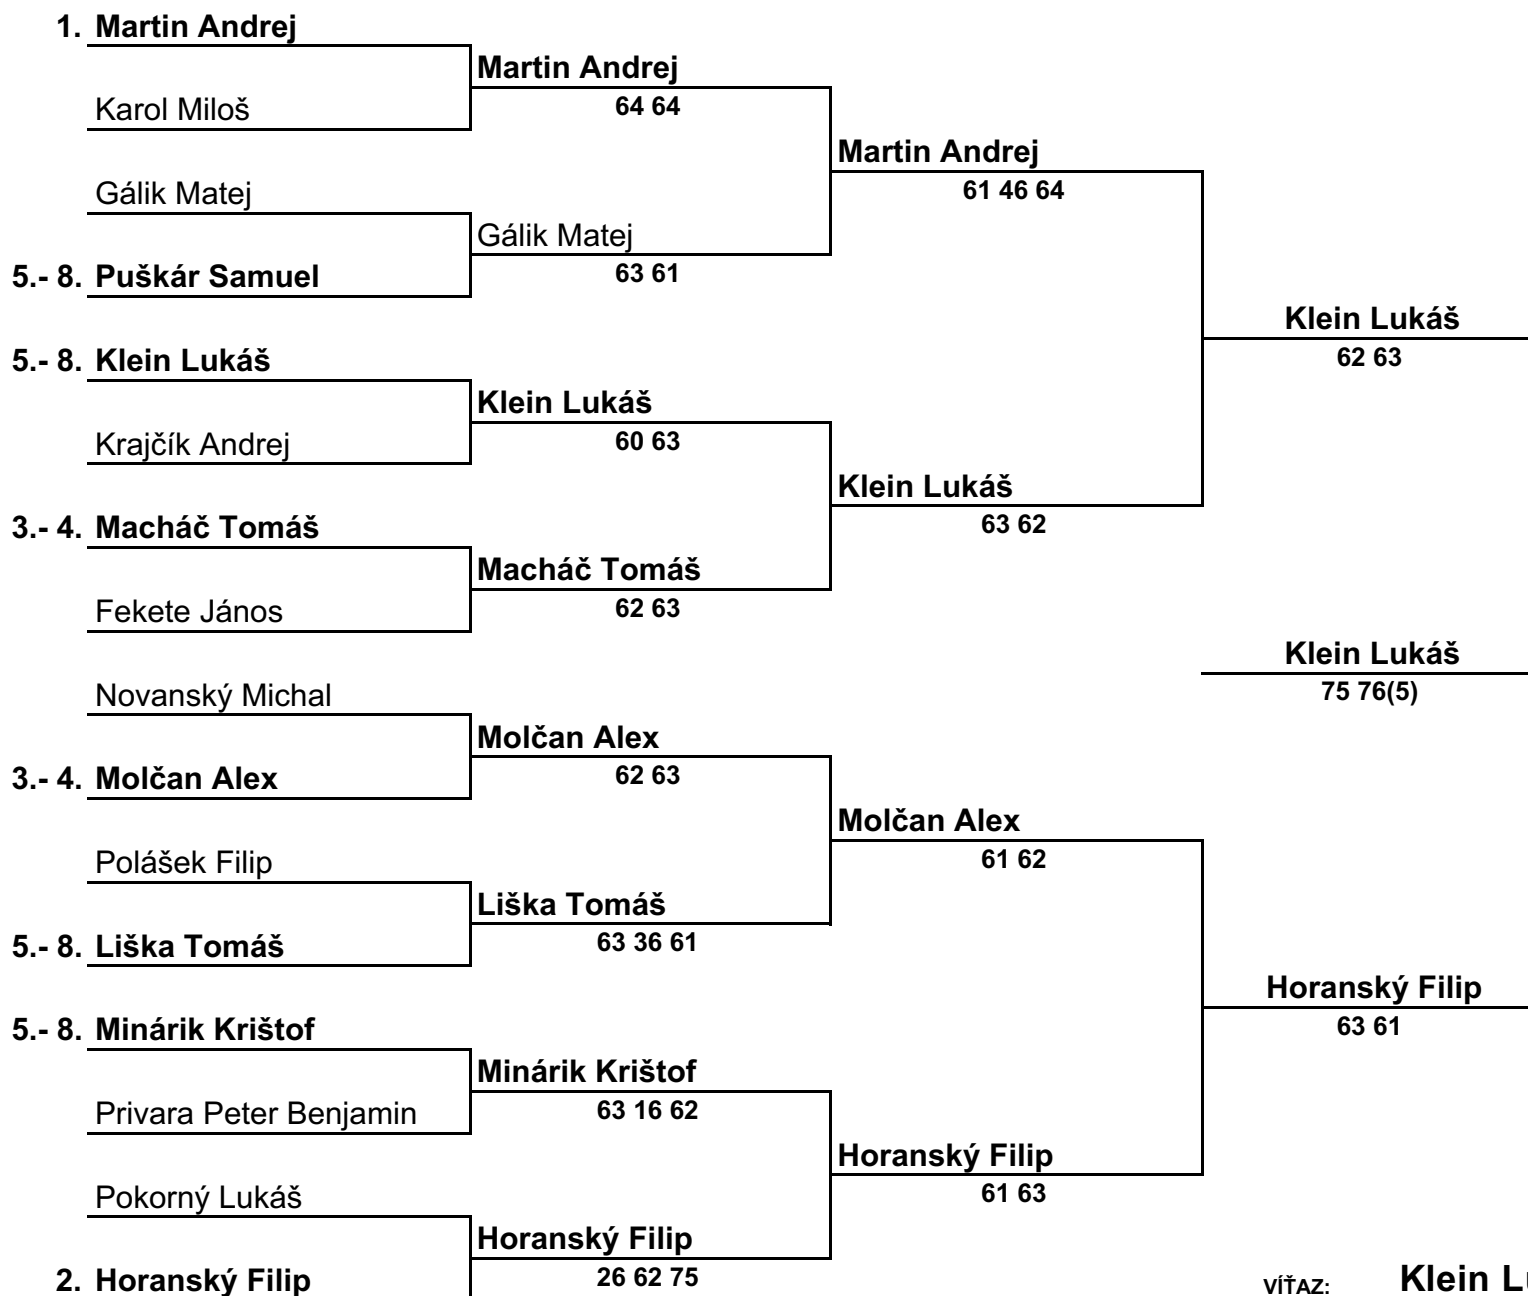 1. Martin Andrej
Martin Andrej
Karol Miloš
64 64
Martin Andrej
Gálik Matej
61 46 64
Gálik Matej
5.- 8. Puškár Samuel
63 61
Klein Lukáš
5.- 8. Klein Lukáš
62 63
Klein Lukáš
Krajčík Andrej
60 63
Klein Lukáš
3.- 4. Macháč Tomáš
63 62
Macháč Tomáš
Fekete János
62 63
Klein Lukáš
Novanský Michal
75 76(5)
Molčan Alex
3.- 4. Molčan Alex
62 63
Molčan Alex
Polášek Filip
61 62
Liška Tomáš
5.- 8. Liška Tomáš
63 36 61
Horanský Filip
5.- 8. Minárik Krištof
63 61
Minárik Krištof
Privara Peter Benjamin
63 16 62
Horanský Filip
Pokorný Lukáš
61 63
Horanský Filip
2. Horanský Filip
26 62 75
VÍŤAZ: Klein